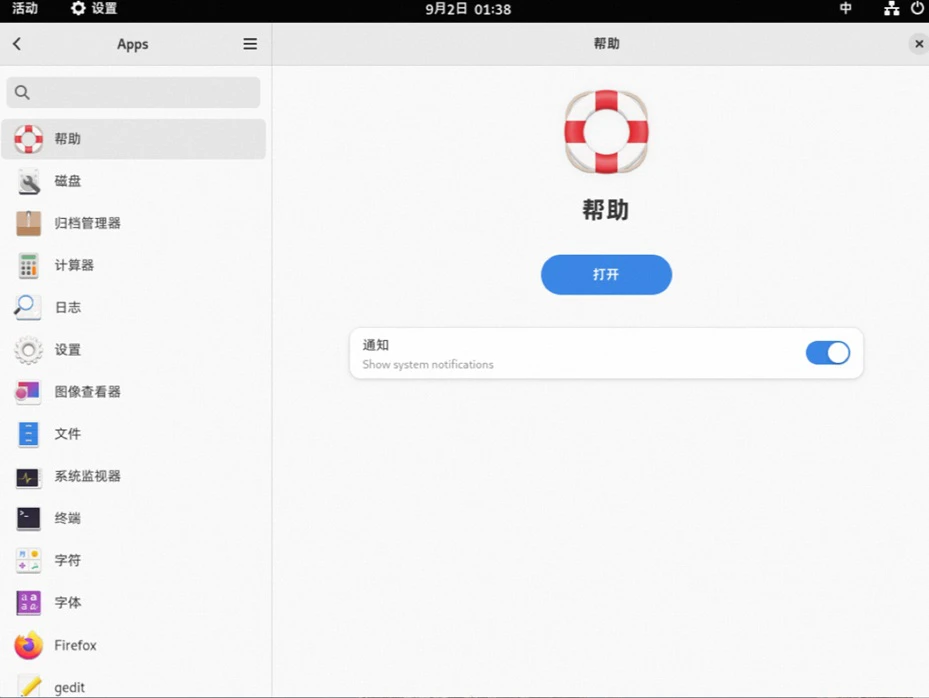 活动 设置 9月2日 01:38 中
Apps 帮助
帮助
磁盘
归档管理器
计算器
日志
设置
图像查看器
文件
系统监视器
终端
字符
字体
Firefox
gedit
帮助
打开
通知
Show system notifications